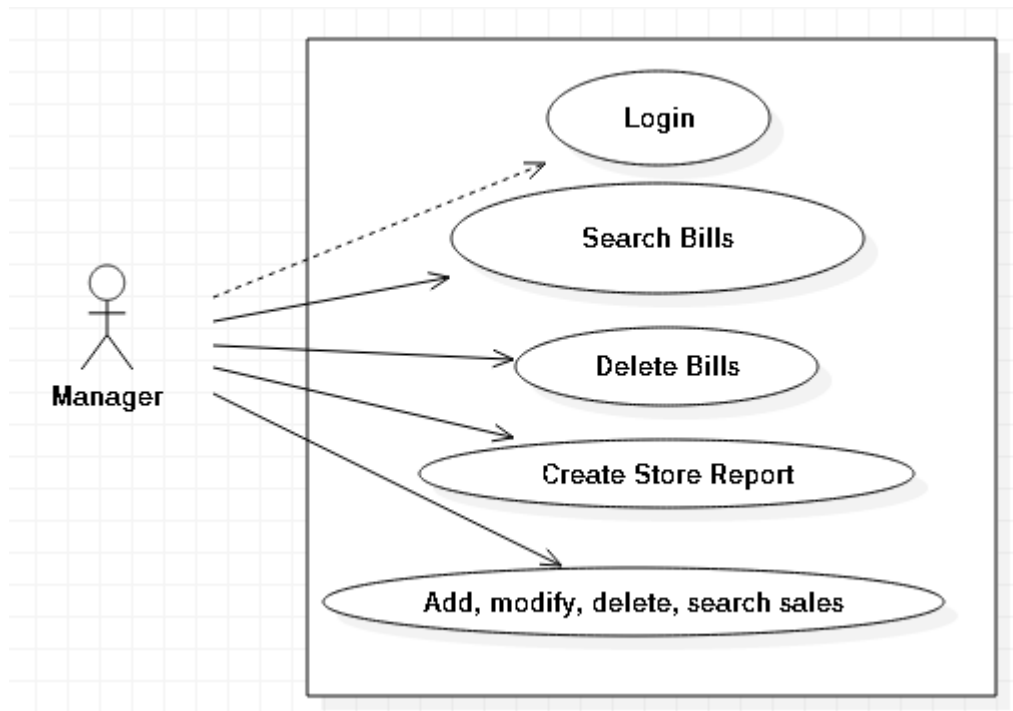 Login
Search Bills
Delete Bills
Manager
Create Store Report
Add, modify, delete, search sales